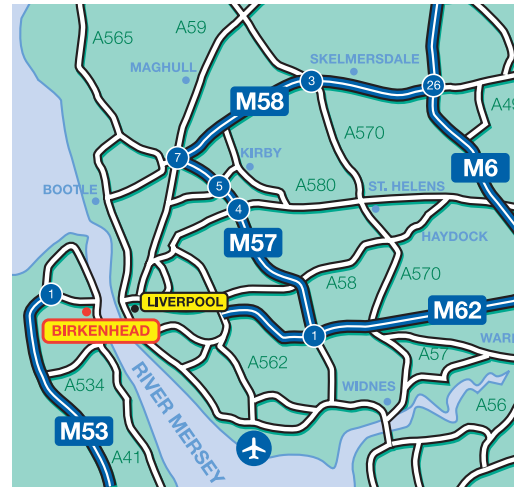 A59
A565
SKELMERSDALE
MAGHULL
3
26
M58
A49
A570
7
KIRBY
M6
5
A580
ST. HELENS
BOOTLE
4
M57
HAYDOCK
A58
A570
1
LIVERPOOL
M62
BIRKENHEAD
1
WAR
A57
A562
A534
WIDNES
RIVER MERSEY
A56
M53
A41